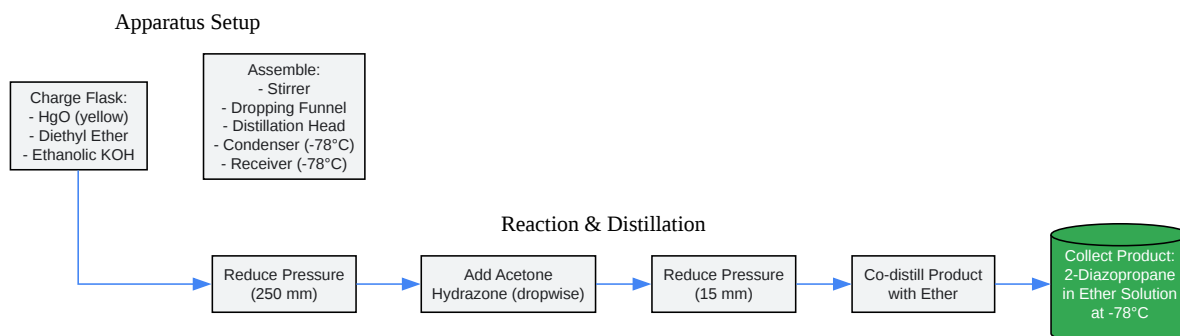 Apparatus Setup
Charge Flask:
- HgO (yellow)
- Diethyl Ether
- Ethanolic KOH
Assemble:
- Stirrer
- Dropping Funnel
- Distillation Head
- Condenser (-78°C)
- Receiver (-78°C)
Reaction & Distillation
Reduce Pressure
(250 mm)
Add Acetone
Hydrazone (dropwise)
Reduce Pressure
(15 mm)
Co-distill Product
with Ether
Collect Product:
2-Diazopropane
in Ether Solution
at -78°C